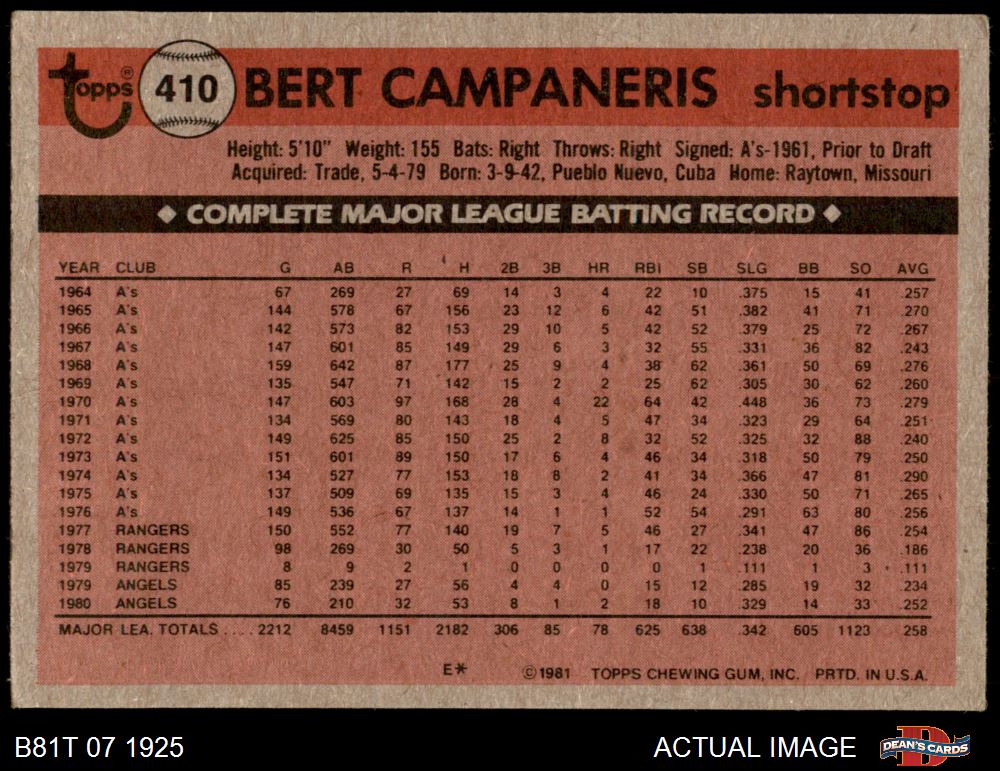 Topps® 410 BERT CAMPANERIS shortstop
Height: 5'10" Weight: 155 Bats: Right Throws: Right Signed: A's-1961, Prior to Draft
Acquired: Trade, 5-4-79 Born: 3-9-42, Pueblo Nuevo, Cuba Home: Raytown, Missouri
◆ COMPLETE MAJOR LEAGUE BATTING RECORD ◆
YEAR CLUB G AB R H 2B 3B HR RBI SB SLG BB SO AVG
1964 A's 67 269 27 69 14 3 4 22 10 .375 15 41 .257
1965 A's 144 578 67 156 23 12 6 42 51 .382 41 71 .270
1966 A's 142 573 82 153 29 10 5 42 52 .379 25 72 .267
1967 A's 147 601 85 149 29 6 3 32 55 .331 36 82 .243
1968 A's 159 642 87 177 25 9 4 38 62 .361 50 69 .276
1969 A's 135 547 71 142 15 2 2 25 62 .305 30 62 .260
1970 A's 147 603 97 168 28 4 22 64 42 .448 36 73 .279
1971 A's 134 569 80 143 18 4 5 47 34 .323 29 64 .251
1972 A's 149 625 85 150 25 2 8 32 52 .325 32 88 .240
1973 A's 151 601 89 150 17 6 4 46 34 .318 50 79 .250
1974 A's 134 527 77 153 18 8 2 41 34 .366 47 81 .290
1975 A's 137 509 69 135 15 3 4 46 24 .330 50 71 .265
1976 A's 149 536 67 137 14 1 1 52 54 .291 63 80 .256
1977 RANGERS 150 552 77 140 19 7 5 46 27 .341 47 86 .254
1978 RANGERS 98 269 30 50 5 3 1 17 22 .238 20 36 .186
1979 RANGERS 8 9 2 1 0 0 0 0 1 .111 1 3 .111
1979 ANGELS 85 239 27 56 4 4 0 15 12 .285 19 32 .234
1980 ANGELS 76 210 32 53 8 1 2 18 10 .329 14 33 .252
MAJOR LEA. TOTALS .... 2212 8459 1151 2182 306 85 78 625 638 .342 605 1123 .258
E* ©1981 TOPPS CHEWING GUM, INC. PRTD. IN U.S.A.
B81T 07 1925 ACTUAL IMAGE DEAN'S CARDS